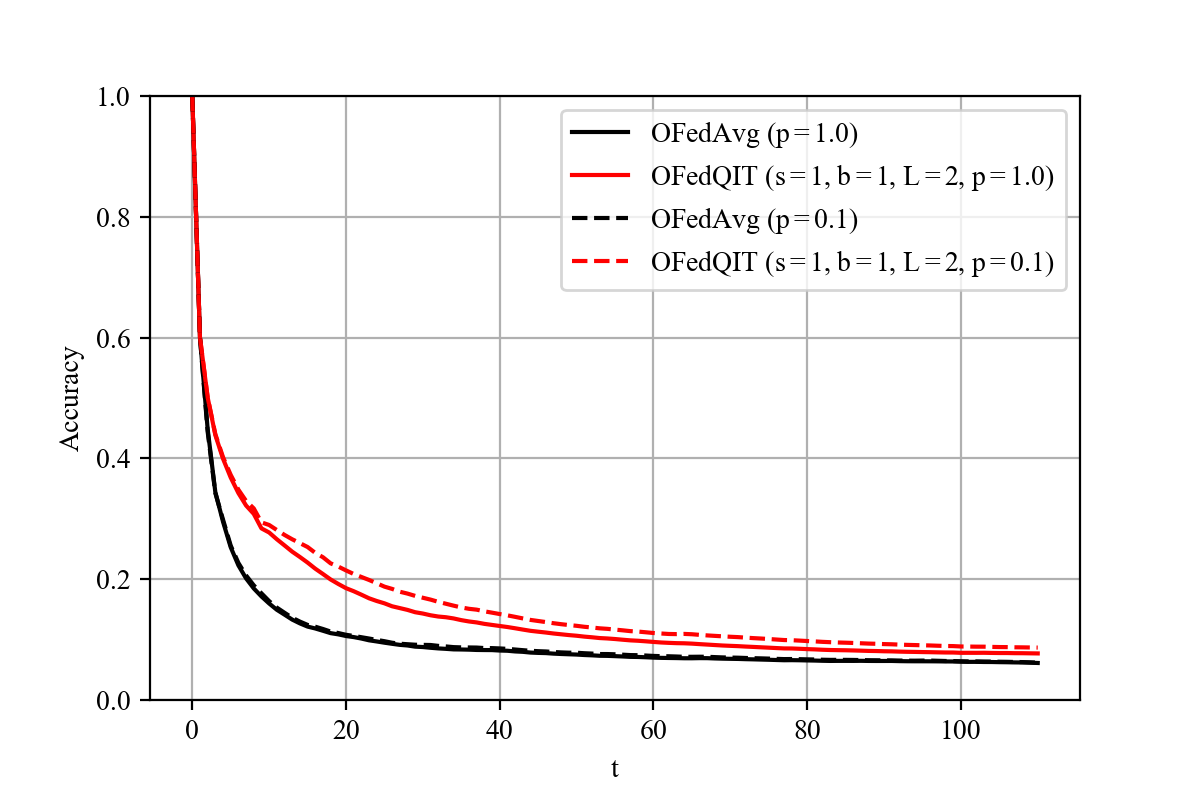 OFedAvg (p=1.0)
OFedQIT (s=1, b=1, L=2, p=1.0)
OFedAvg (p=0.1)
OFedQIT (s=1, b=1, L=2, p=0.1)
Accuracy
1.0
0.8
0.6
0.4
0.2
0.0
0 20 40 60 80 100
t